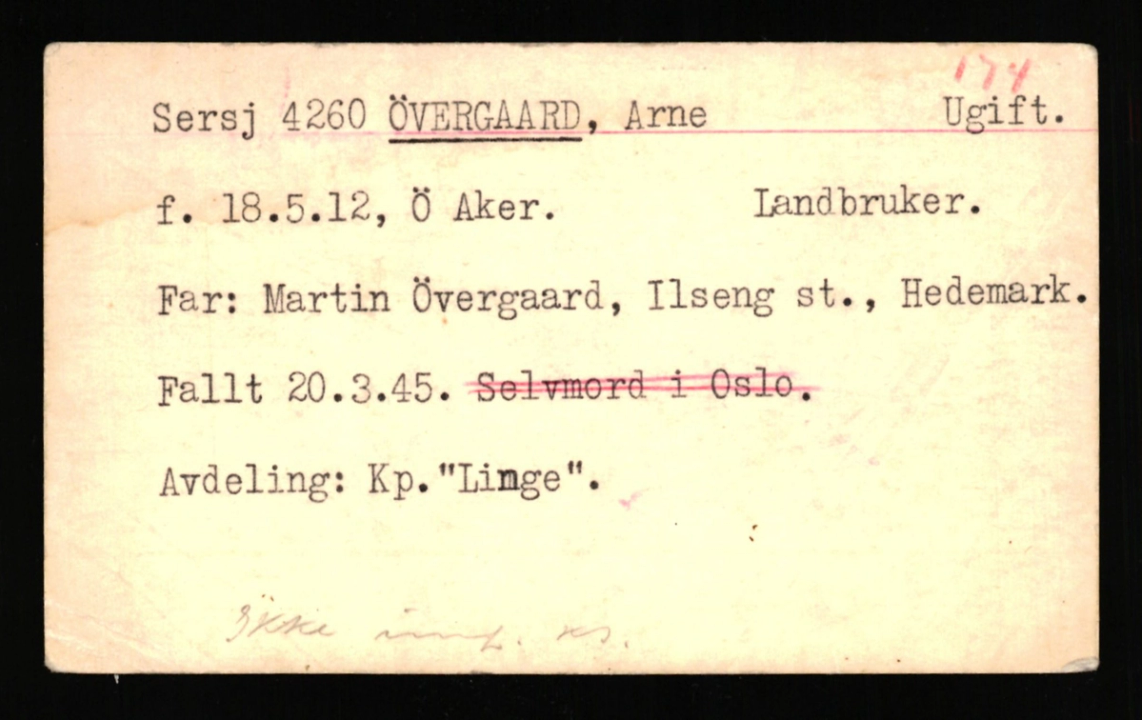 174
Sersj 4260 ÖVERGAARD, Arne Ugift.
f. 18.5.12, Ö Aker. Landbruker.
Far: Martin Övergaard, Ilseng st., Hedemark.
Fallt 20.3.45. Selvmord i Oslo.
Avdeling: Kp."Linge".
Ikke